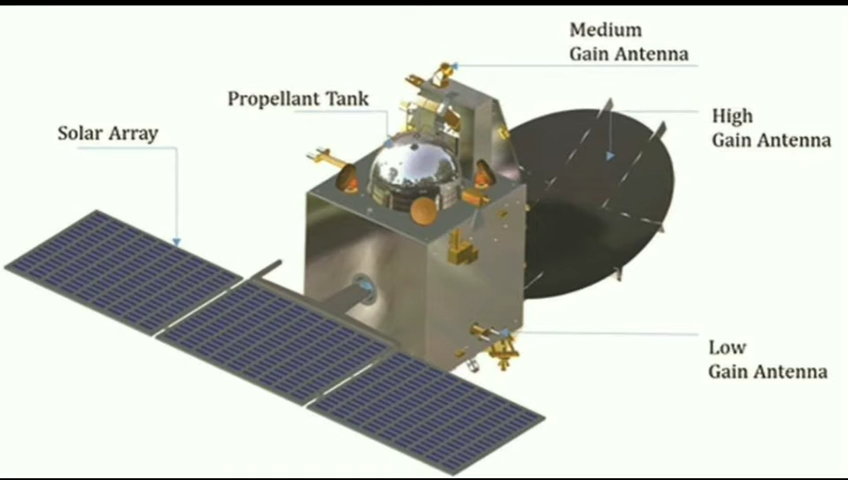 Medium
Gain Antenna
Propellant Tank
High
Gain Antenna
Solar Array
Low
Gain Antenna